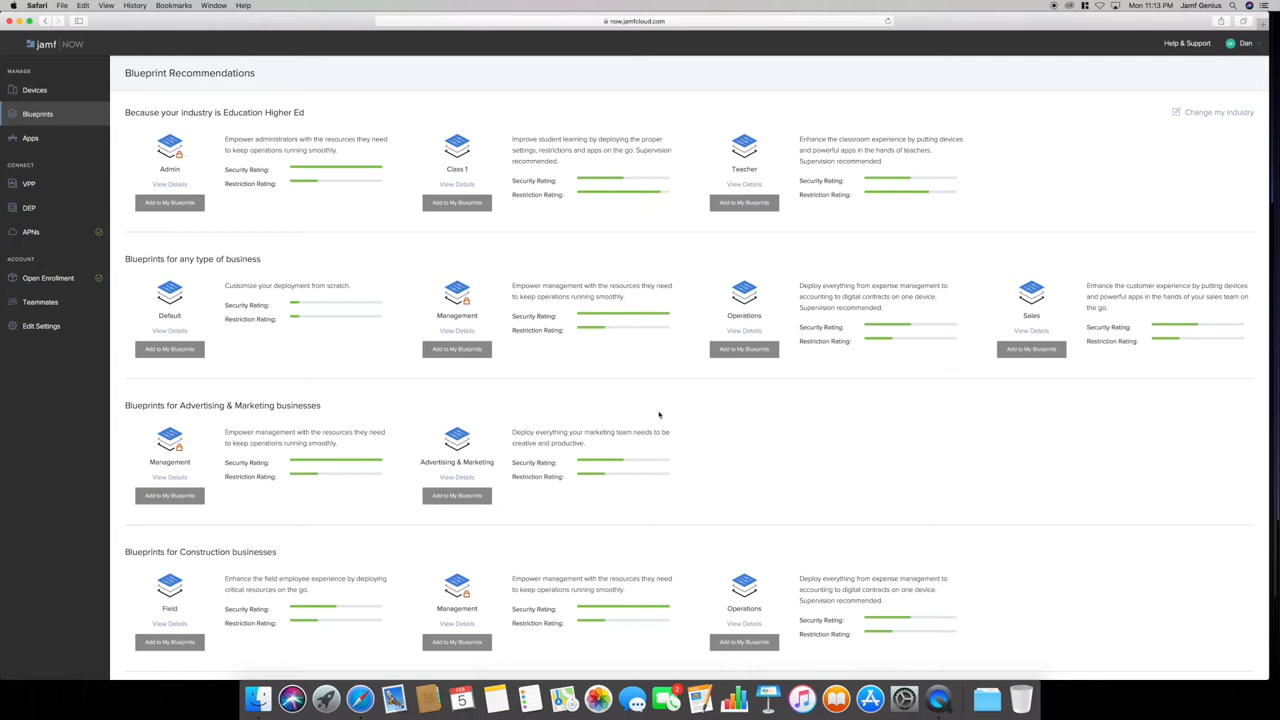 Safari File Edit View History Bookmarks Window Help
Mon 11:13 PM Jamf Genius
now.jamfcloud.com
jamf | NOW
Help & Support
Dan
MANAGE
Devices
Blueprints
Apps
CONNECT
VPP
DEP
APNs
ACCOUNT
Open Enrollment
Teammates
Edit Settings
Blueprint Recommendations
Because your industry is Education Higher Ed
Change my industry
Admin
View Details
Add to My Blueprints
Empower administrators with the resources they need
to keep operations running smoothly.
Security Rating:
Restriction Rating:
Class 1
View Details
Add to My Blueprints
Improve student learning by deploying the proper
settings, restrictions and apps on the go. Supervision
recommended.
Security Rating:
Restriction Rating:
Teacher
View Details
Add to My Blueprints
Enhance the classroom experience by putting devices
and powerful apps in the hands of teachers.
Supervision recommended.
Security Rating:
Restriction Rating:
Blueprints for any type of business
Default
View Details
Add to My Blueprints
Customize your deployment from scratch.
Security Rating:
Restriction Rating:
Management
View Details
Add to My Blueprints
Empower management with the resources they need
to keep operations running smoothly.
Security Rating:
Restriction Rating:
Operations
View Details
Add to My Blueprints
Deploy everything from expense management to
accounting to digital contracts on one device.
Supervision recommended.
Security Rating:
Restriction Rating:
Sales
View Details
Add to My Blueprints
Enhance the customer experience by putting devices
and powerful apps in the hands of your sales team on
the go.
Security Rating:
Restriction Rating:
Blueprints for Advertising & Marketing businesses
Management
View Details
Add to My Blueprints
Empower management with the resources they need
to keep operations running smoothly.
Security Rating:
Restriction Rating:
Advertising & Marketing
View Details
Add to My Blueprints
Deploy everything your marketing team needs to be
creative and productive.
Security Rating:
Restriction Rating:
Blueprints for Construction businesses
Field
View Details
Add to My Blueprints
Enhance the field employee experience by deploying
critical resources on the go.
Security Rating:
Restriction Rating:
Management
View Details
Add to My Blueprints
Empower management with the resources they need
to keep operations running smoothly.
Security Rating:
Restriction Rating:
Operations
View Details
Add to My Blueprints
Deploy everything from expense management to
accounting to digital contracts on one device.
Supervision recommended.
Security Rating:
Restriction Rating:
FEB
5
2